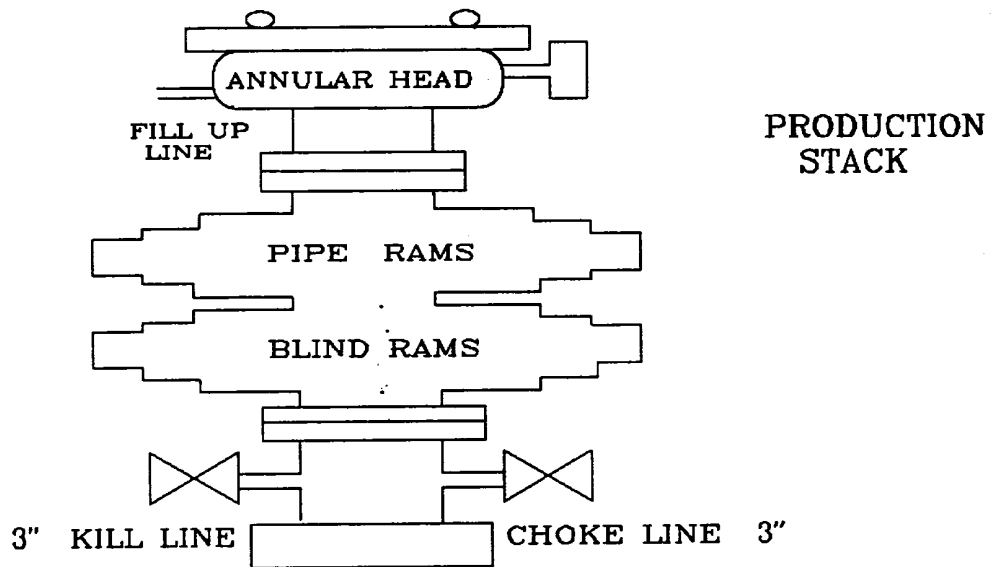 ANNULAR HEAD
FILL UP
LINE
PRODUCTION
STACK
PIPE RAMS
BLIND RAMS
3" KILL LINE
CHOKE LINE 3"